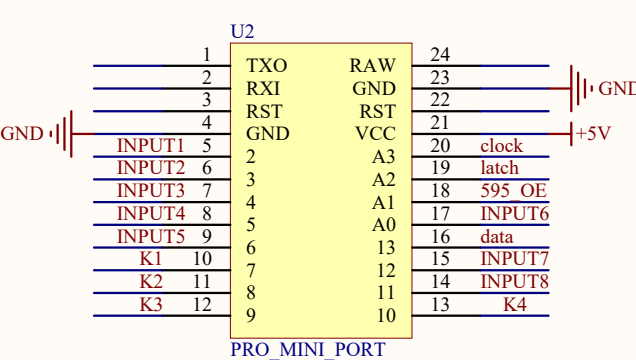 U2
1 TXO RAW 24
2 RXI GND 23 GND
3 RST RST 22
GND 4 GND VCC 21 +5V
INPUT1 5 2 A3 20 clock
INPUT2 6 3 A2 19 latch
INPUT3 7 4 A1 18 595_OE
INPUT4 8 5 A0 17 INPUT6
INPUT5 9 6 13 16 data
K1 10 7 12 15 INPUT7
K2 11 8 11 14 INPUT8
K3 12 9 10 13 K4
PRO_MINI_PORT